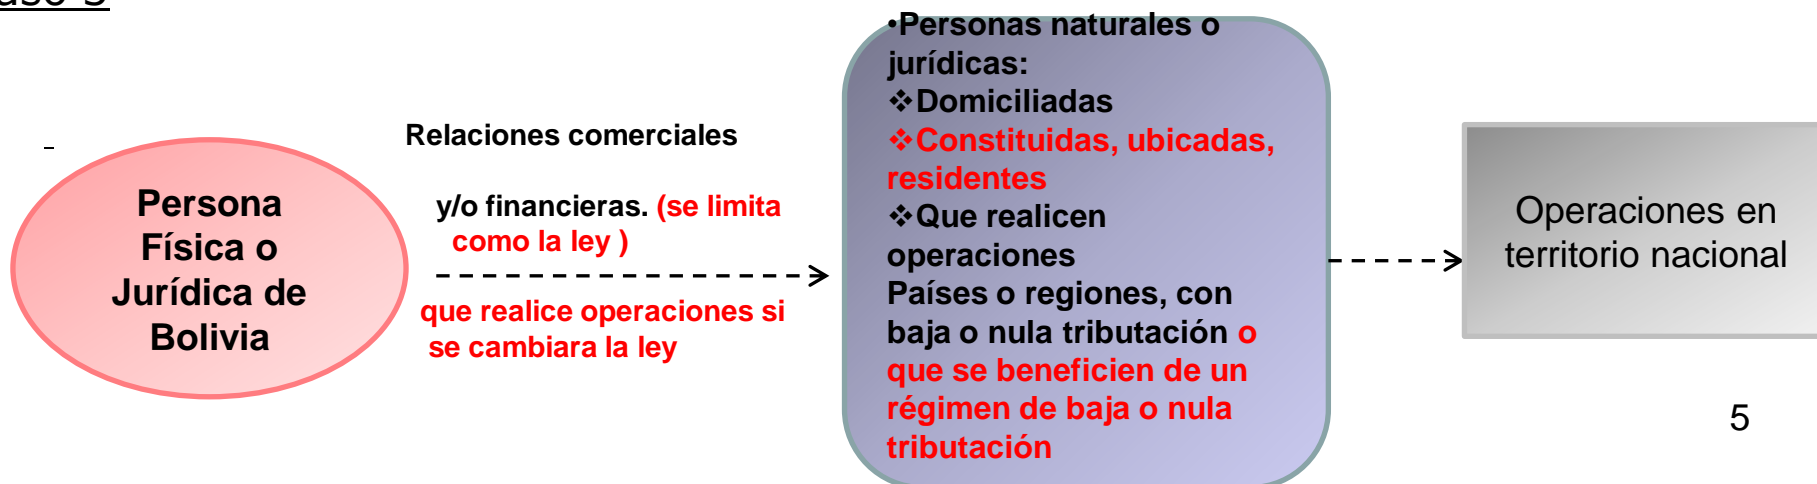 Relaciones comerciales
y/o financieras. (se limita
como la ley )
que realice operaciones si
se cambiara la ley
Persona
Física o
Jurídica de
Bolivia
•Personas naturales o
jurídicas:
❖Domiciliadas
❖Constituidas, ubicadas,
residentes
❖Que realicen
operaciones
Países o regiones, con
baja o nula tributación o
que se beneficien de un
régimen de baja o nula
tributación
Operaciones en
territorio nacional
5